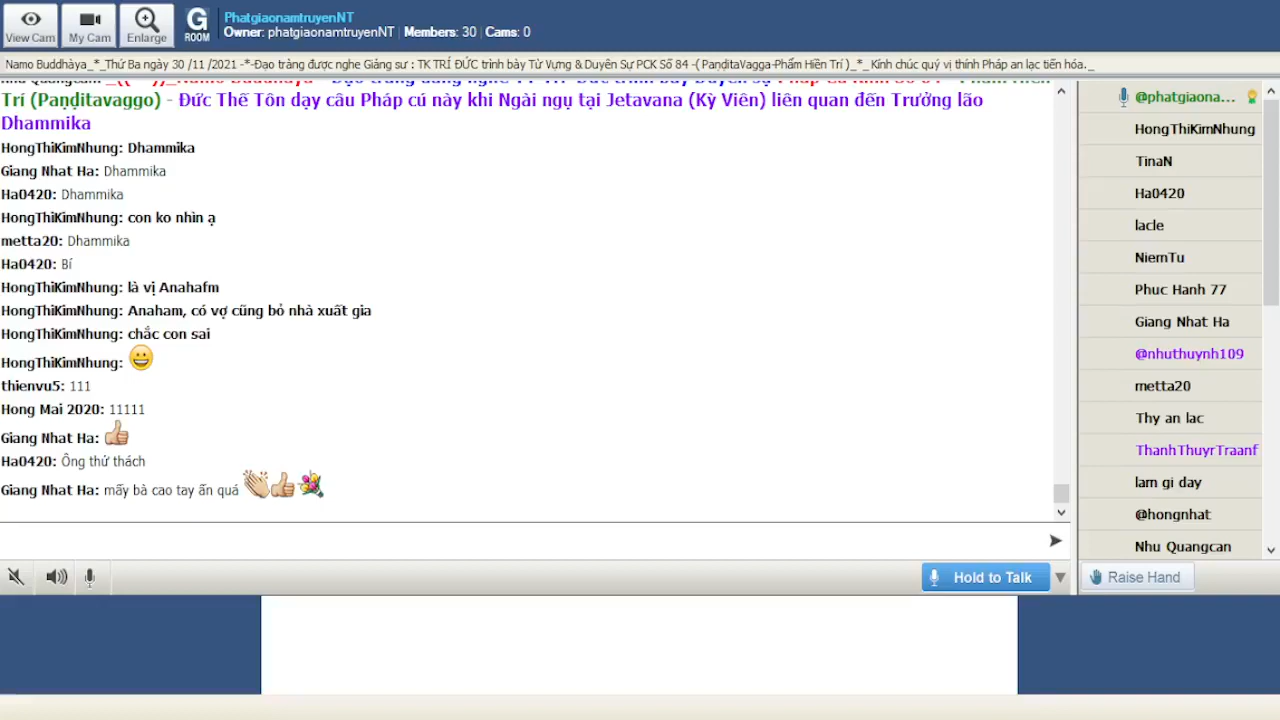 View Cam
My Cam
Enlarge
G
ROOM
PhatgiaonamtruyenNT
Owner: phatgiaonamtruyenNT | Members: 30 | Cams: 0
Namo Buddhàya_*_Thứ Ba ngày 30 /11 /2021 -*-Đạo tràng được nghe Giảng sư : TK TRÍ ĐỨC trình bày Từ Vựng & Duyên Sự PCK Số 84 -( PaṇḍitaVagga-Phẩm Hiền Trí )_*_ Kính chúc quý vị thính Pháp an lạc tiến hóa._
Trí (Paṇḍitavaggo) - Đức Thế Tôn dạy câu Pháp cú này khi Ngài ngụ tại Jetavana (Kỳ Viên) liên quan đến Trưởng lão
Dhammika
HongThiKimNhung: Dhammika
Giang Nhat Ha: Dhammika
Ha0420: Dhammika
HongThiKimNhung: con ko nhìn ạ
metta20: Dhammika
Ha0420: Bí
HongThiKimNhung: là vị Anahafm
HongThiKimNhung: Anaham, có vợ cũng bỏ nhà xuất gia
HongThiKimNhung: chắc con sai
HongThiKimNhung:
thienvu5: 111
Hong Mai 2020: 11111
Giang Nhat Ha:
Ha0420: Ông thử thách
Giang Nhat Ha: mấy bà cao tay ấn quá
@phatgiaona...
HongThiKimNhung
TinaN
Ha0420
lacle
NiemTu
Phuc Hanh 77
Giang Nhat Ha
@nhuthuynh109
metta20
Thy an lac
ThanhThuyrTraanf
lam gi day
@hongnhat
Nhu Quangcan
Hold to Talk
Raise Hand